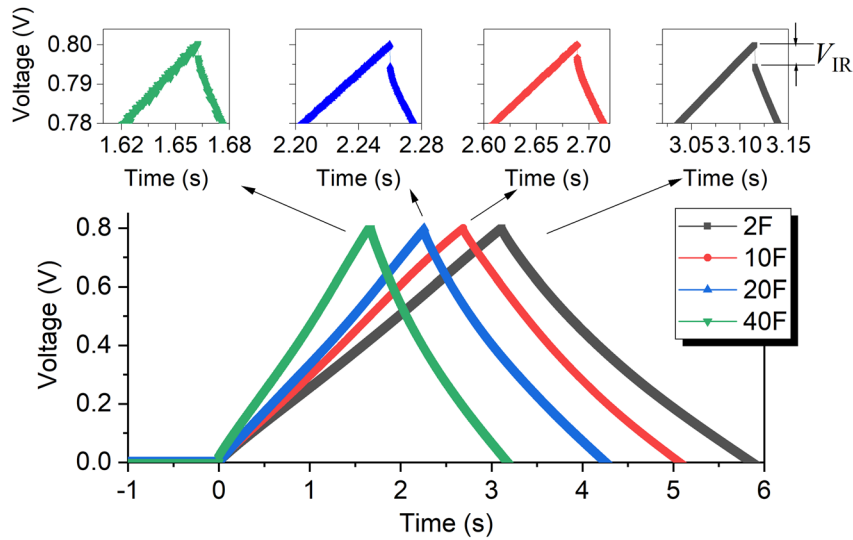 Voltage (V)
0.80
0.79
0.78
1.62 1.65 1.68
2.20 2.24 2.28
2.60 2.65 2.70
3.05 3.10 3.15
V_IR
Time (s) Time (s) Time (s) Time (s)
Voltage (V)
0.8
0.6
0.4
0.2
0.0
2F
10F
20F
40F
-1 0 1 2 3 4 5 6
Time (s)